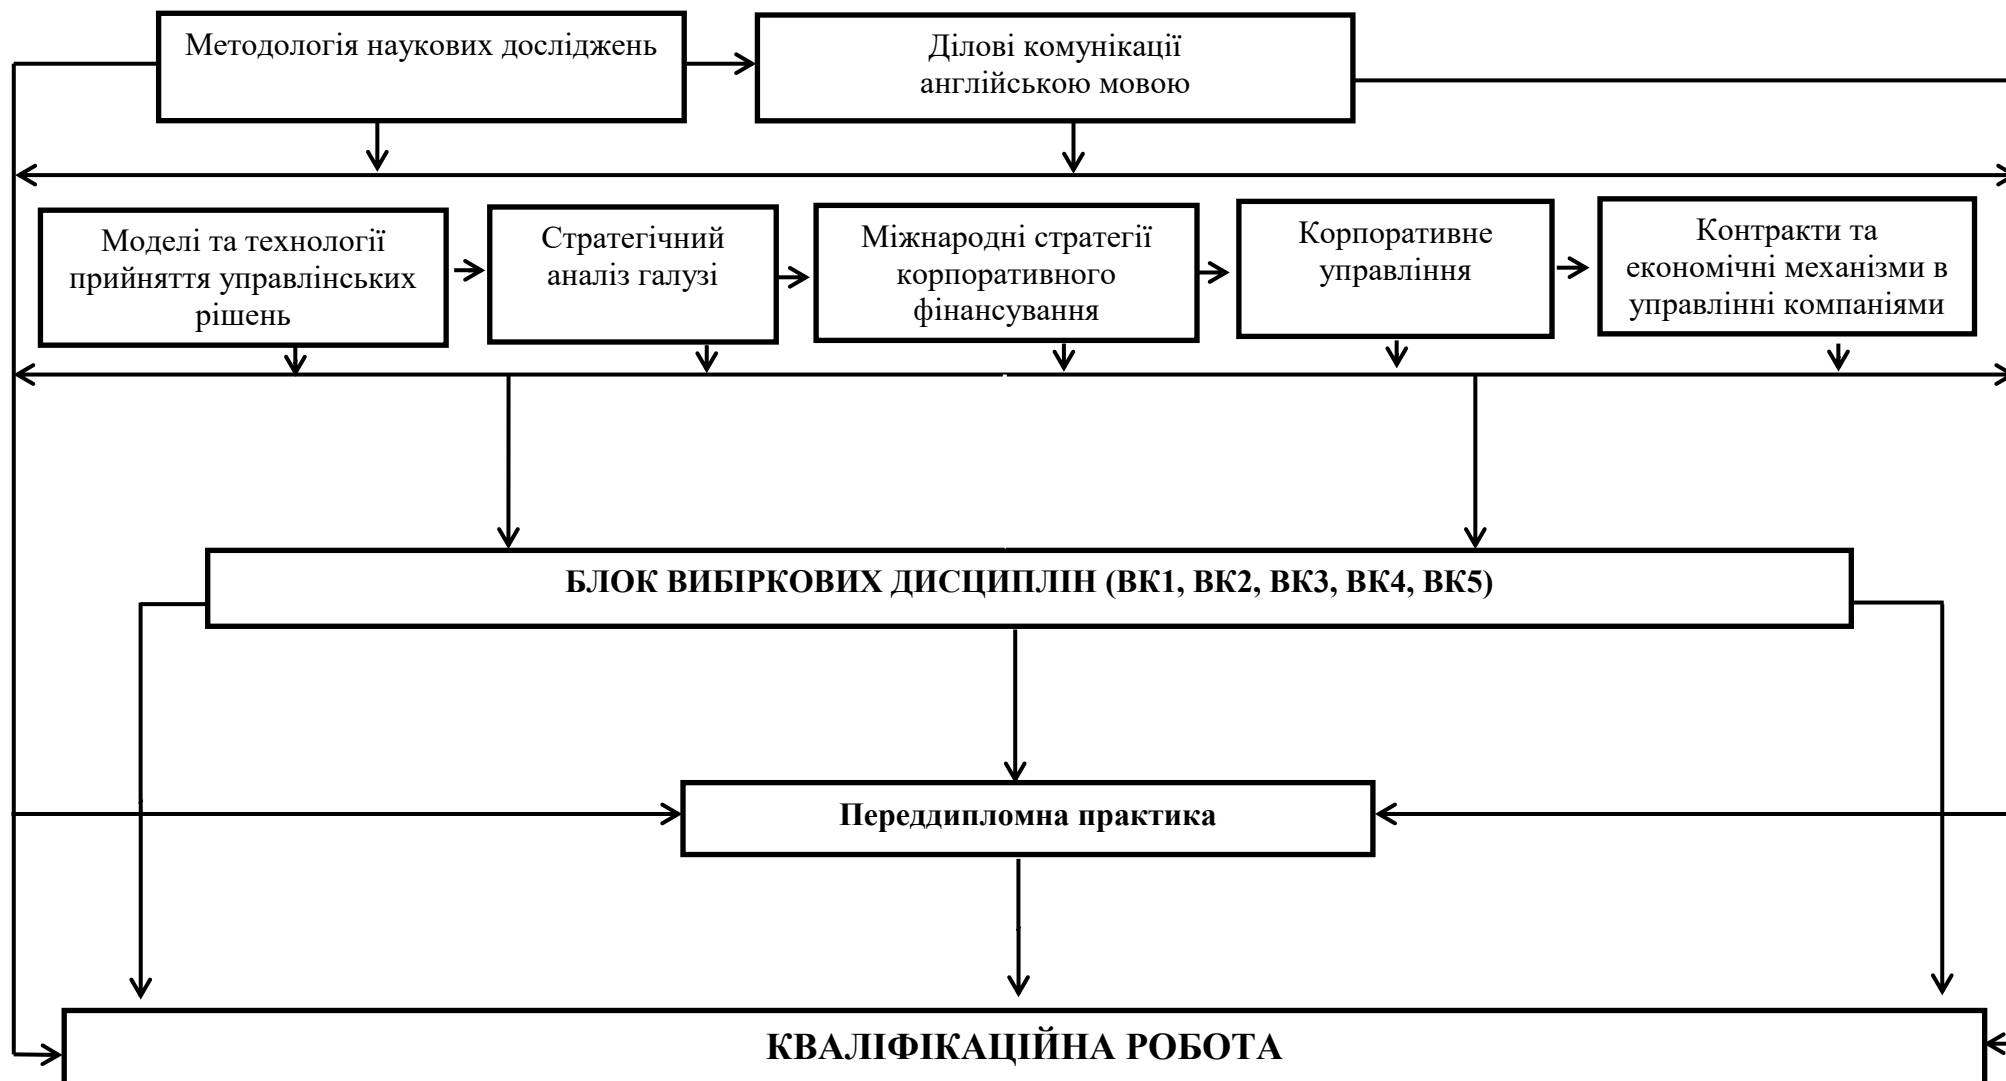 Методологія наукових досліджень
Ділові комунікації
англійською мовою
Моделі та технології
прийняття управлінських
рішень
Стратегічний
аналіз галузі
Міжнародні стратегії
корпоративного
фінансування
Корпоративне
управління
Контракти та
економічні механізми в
управлінні компаніями
БЛОК ВИБІРКОВИХ ДИСЦИПЛІН (ВК1, ВК2, ВК3, ВК4, ВК5)
Переддипломна практика
КВАЛІФІКАЦІЙНА РОБОТА